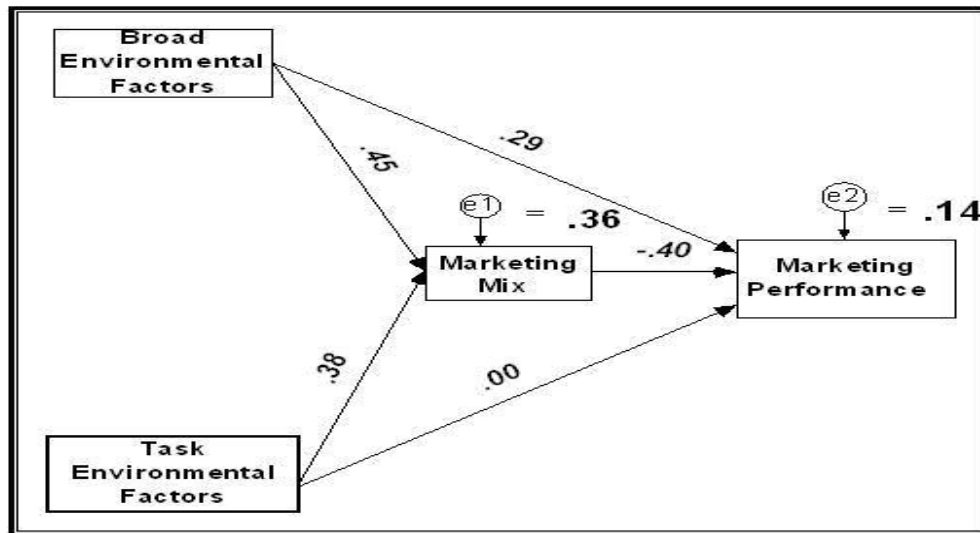 Broad
Environmental
Factors
.29
.45
e1 = .36
e2 = .14
-.40
Marketing
Mix
Marketing
Performance
.38
.00
Task
Environmental
Factors